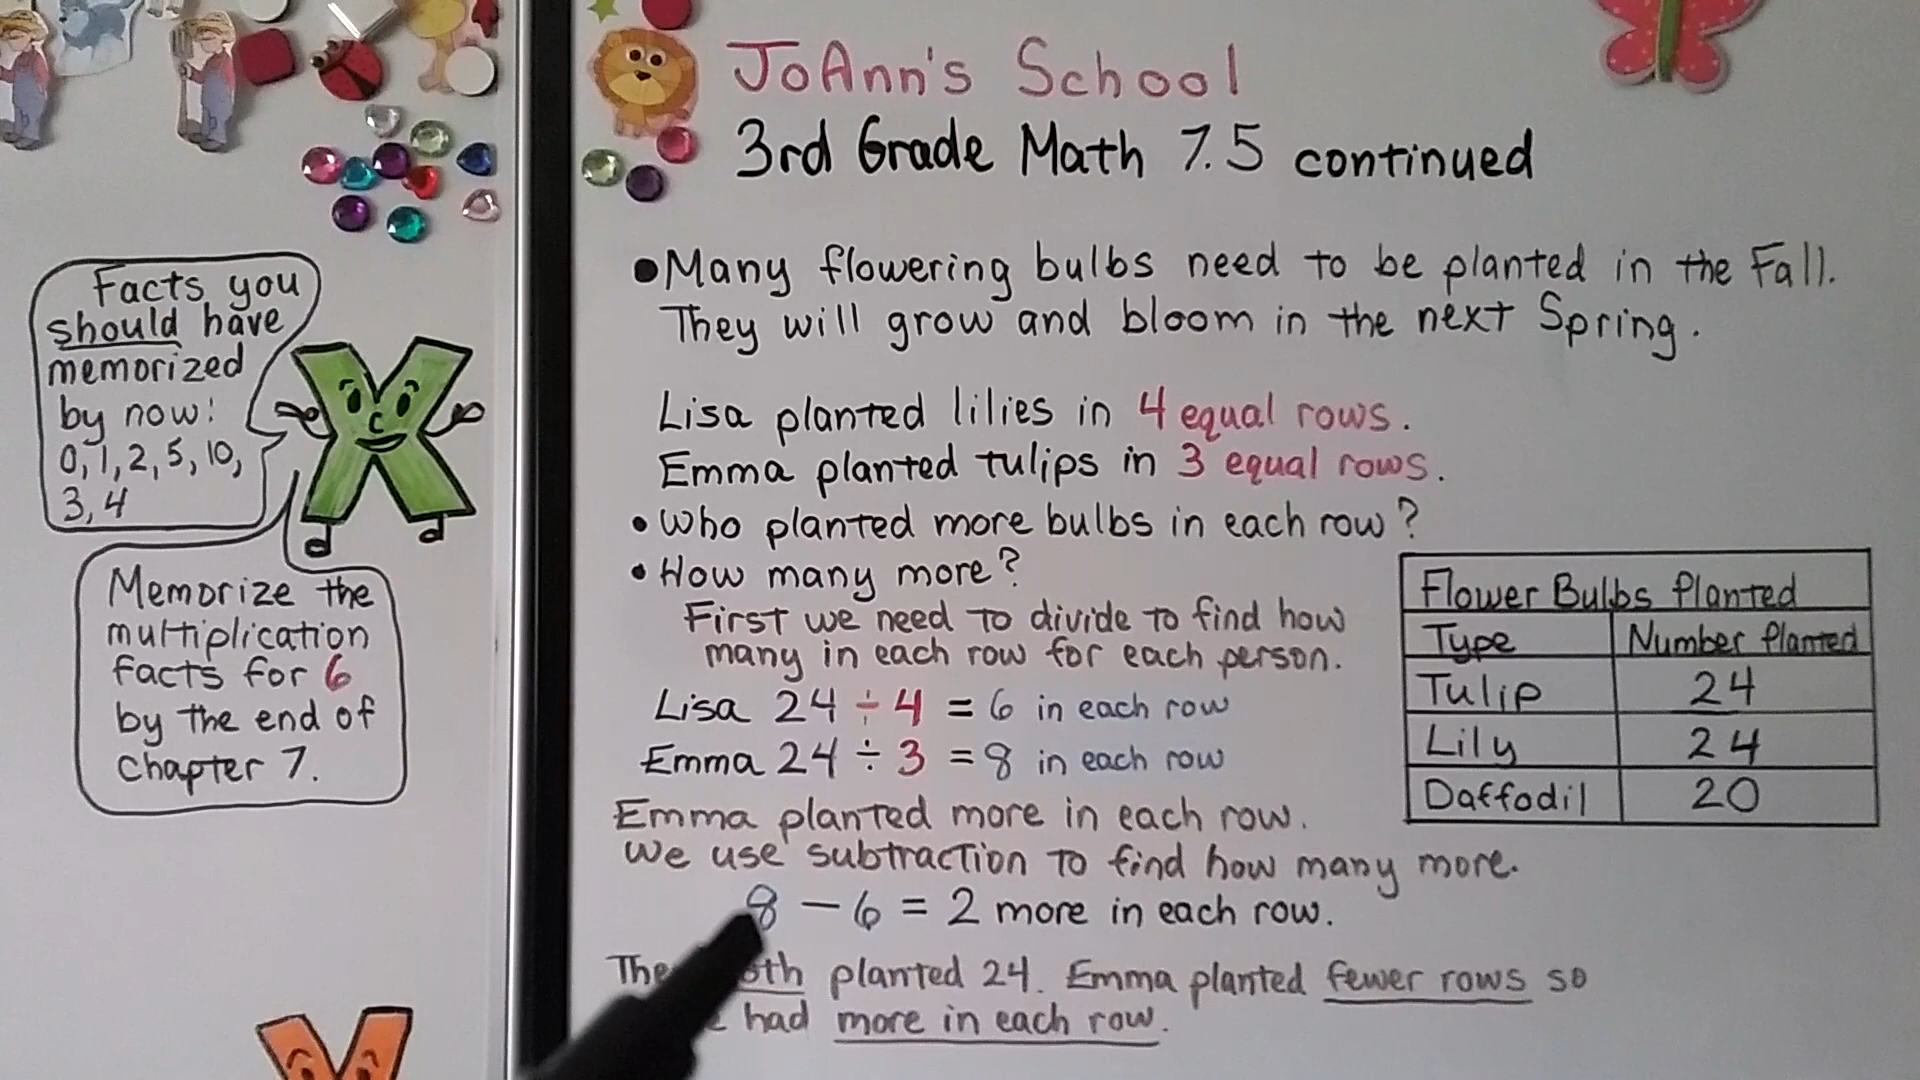 JoAnn's School
3rd Grade Math 7.5 continued
Facts you
should have
memorized
by now:
0, 1, 2, 5, 10,
3, 4
Memorize the
multiplication
facts for 6
by the end of
chapter 7.
• Many flowering bulbs need to be planted in the Fall.
They will grow and bloom in the next Spring.
Lisa planted lilies in 4 equal rows.
Emma planted tulips in 3 equal rows.
• Who planted more bulbs in each row?
• How many more?
First we need to divide to find how
many in each row for each person.
Lisa 24 ÷ 4 = 6 in each row
Emma 24 ÷ 3 = 8 in each row
Emma planted more in each row.
We use subtraction to find how many more.
8 − 6 = 2 more in each row.
planted 24. Emma planted fewer rows so
had more in each row.
Flower Bulbs Planted
Type Number Planted
Tulip 24
Lily 24
Daffodil 20